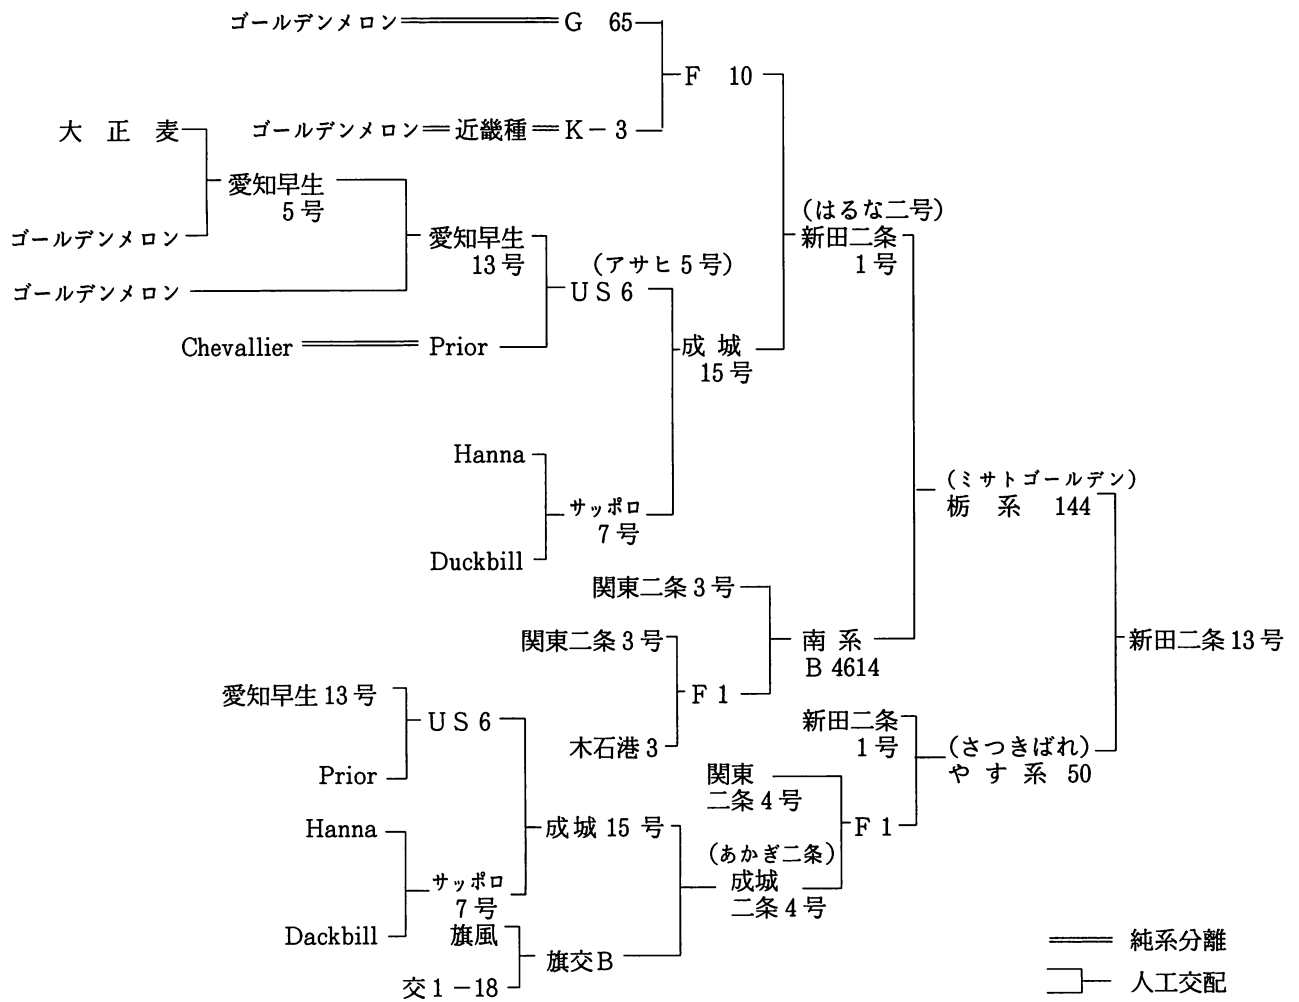 ゴールデンメロン
G 65
F 10
大正麦
ゴールデンメロン
近畿種
K－3
愛知早生
5号
ゴールデンメロン
愛知早生
13号
ゴールデンメロン
(アサヒ5号)
US6
Chevallier
Prior
成城
15号
(はるな二号)
新田二条
1号
Hanna
サッポロ
7号
Duckbill
(ミサトゴールデン)
栃系 144
関東二条3号
関東二条3号
F1
木石港3
南系
B 4614
新田二条13号
愛知早生13号
US6
Prior
新田二条
1号
(さつきばれ)
やす系 50
関東
二条4号
F1
Hanna
成城15号
(あかぎ二条)
成城
二条4号
サッポロ
7号
Dackbill
旗風
旗交B
交1－18
純系分離
人工交配